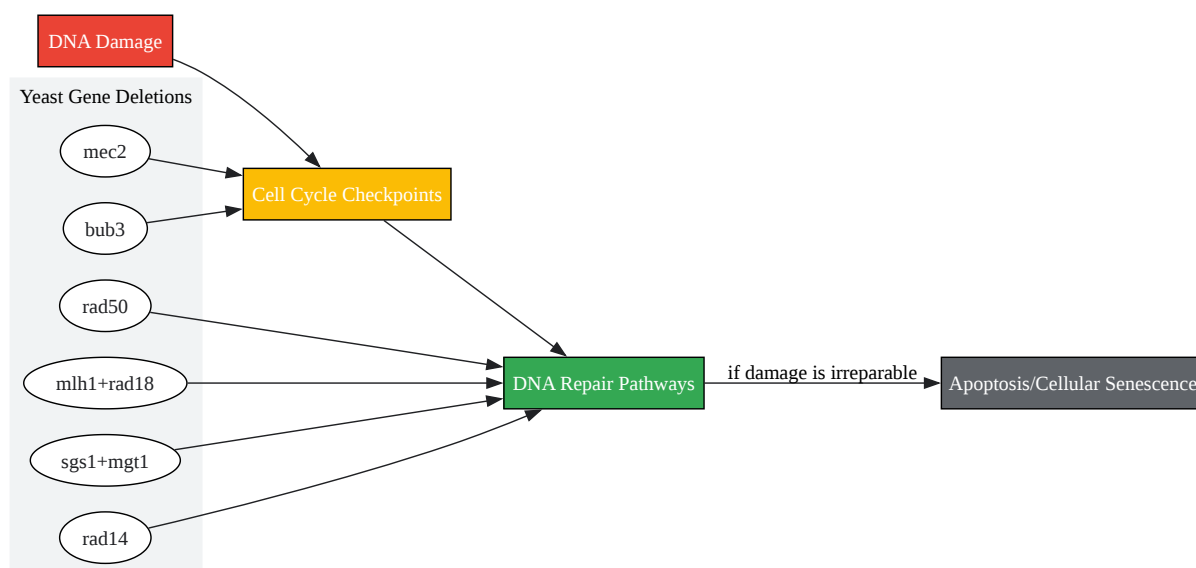 DNA Damage
Yeast Gene Deletions
mec2
bub3
rad50
mlh1+rad18
sgs1+mgt1
rad14
Cell Cycle Checkpoints
DNA Repair Pathways
if damage is irreparable
Apoptosis/Cellular Senescence